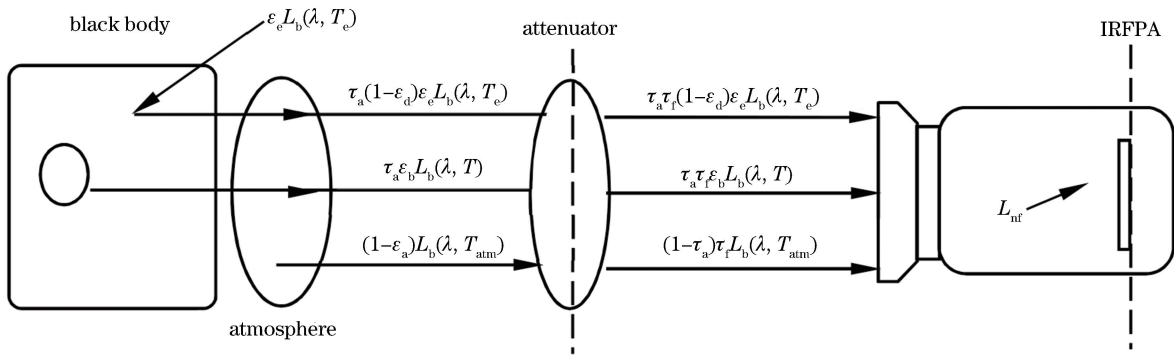 black body
ε_e L_b(λ, T_e)
attenuator
IRFPA
τ_a(1−ε_d)ε_e L_b(λ, T_e)
τ_a τ_f(1−ε_d)ε_e L_b(λ, T_e)
τ_a ε_b L_b(λ, T)
τ_a τ_f ε_b L_b(λ, T)
L_nf
(1−ε_a)L_b(λ, T_atm)
(1−τ_a)τ_f L_b(λ, T_atm)
atmosphere